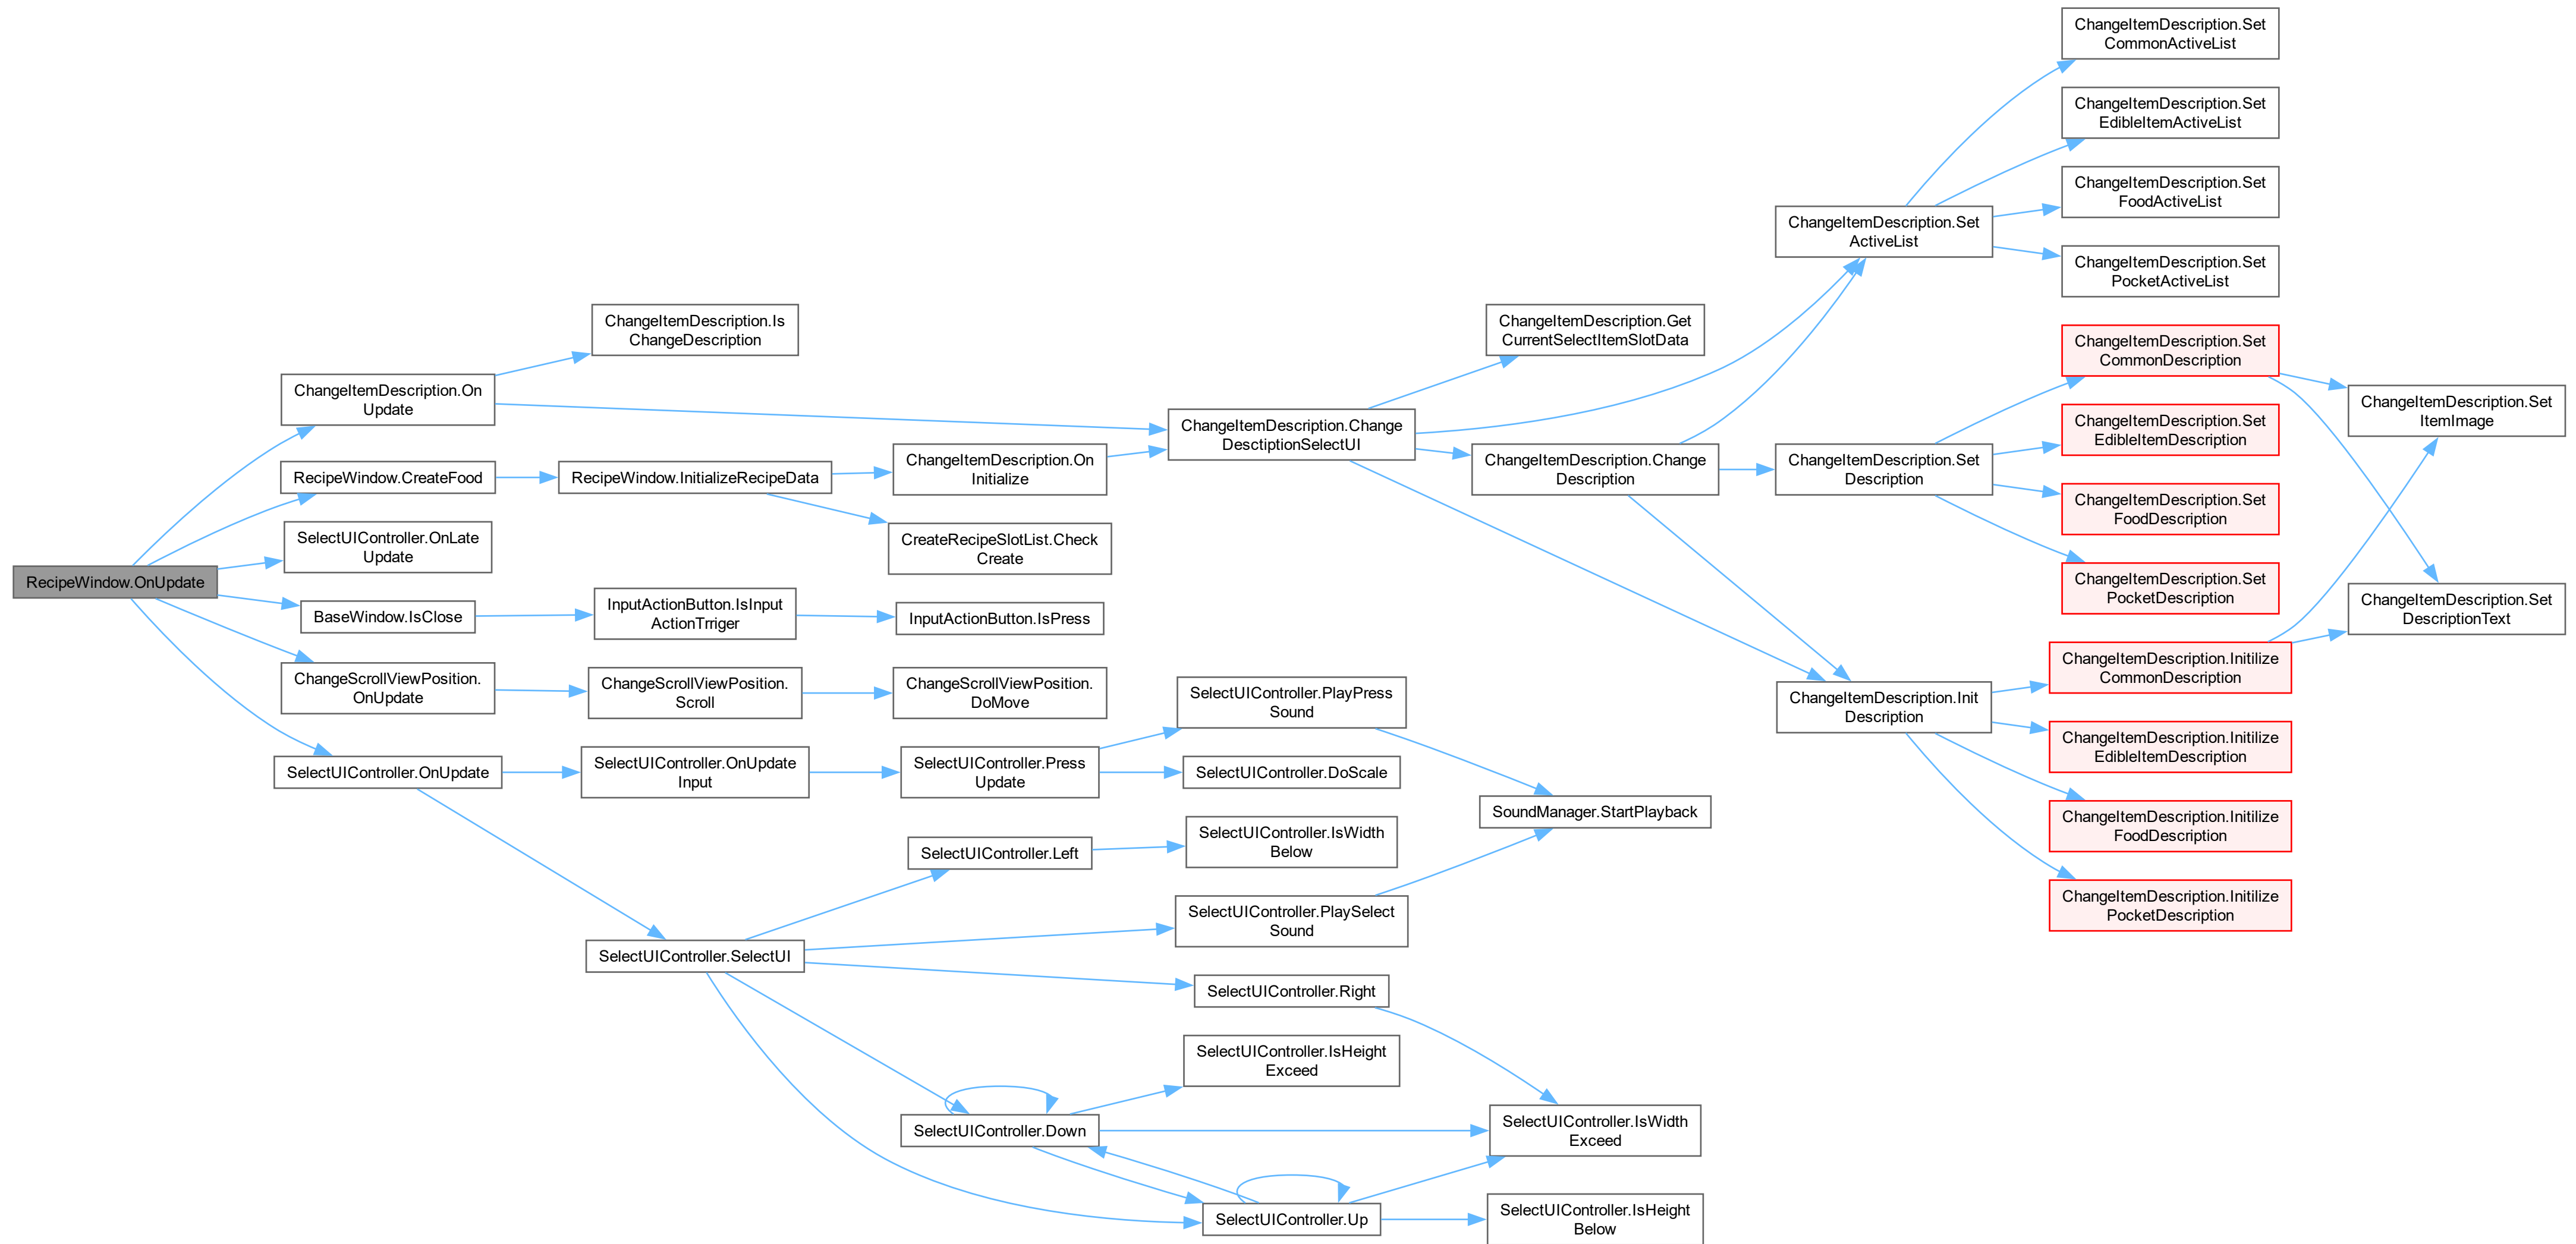 ChangeItemDescription.Set
CommonActiveList
ChangeItemDescription.Set
EdibleItemActiveList
ChangeItemDescription.Set
FoodActiveList
ChangeItemDescription.Set
ActiveList
ChangeItemDescription.Set
PocketActiveList
ChangeItemDescription.Is
ChangeDescription
ChangeItemDescription.Get
CurrentSelectItemSlotData
ChangeItemDescription.Set
CommonDescription
ChangeItemDescription.On
Update
ChangeItemDescription.Set
ItemImage
ChangeItemDescription.Change
DesctiptionSelectUI
ChangeItemDescription.Set
EdibleItemDescription
RecipeWindow.CreateFood
RecipeWindow.InitializeRecipeData
ChangeItemDescription.On
Initialize
ChangeItemDescription.Change
Description
ChangeItemDescription.Set
Description
ChangeItemDescription.Set
FoodDescription
SelectUIController.OnLate
Update
CreateRecipeSlotList.Check
Create
RecipeWindow.OnUpdate
ChangeItemDescription.Set
PocketDescription
BaseWindow.IsClose
InputActionButton.IsInput
ActionTrriger
InputActionButton.IsPress
ChangeItemDescription.Set
DescriptionText
ChangeItemDescription.Initilize
CommonDescription
ChangeScrollViewPosition.
OnUpdate
ChangeScrollViewPosition.
Scroll
ChangeScrollViewPosition.
DoMove
SelectUIController.PlayPress
Sound
ChangeItemDescription.Init
Description
ChangeItemDescription.Initilize
EdibleItemDescription
SelectUIController.OnUpdate
SelectUIController.OnUpdate
Input
SelectUIController.Press
Update
SelectUIController.DoScale
SoundManager.StartPlayback
ChangeItemDescription.Initilize
FoodDescription
SelectUIController.Left
SelectUIController.IsWidth
Below
ChangeItemDescription.Initilize
PocketDescription
SelectUIController.PlaySelect
Sound
SelectUIController.SelectUI
SelectUIController.Right
SelectUIController.IsHeight
Exceed
SelectUIController.Down
SelectUIController.IsWidth
Exceed
SelectUIController.Up
SelectUIController.IsHeight
Below